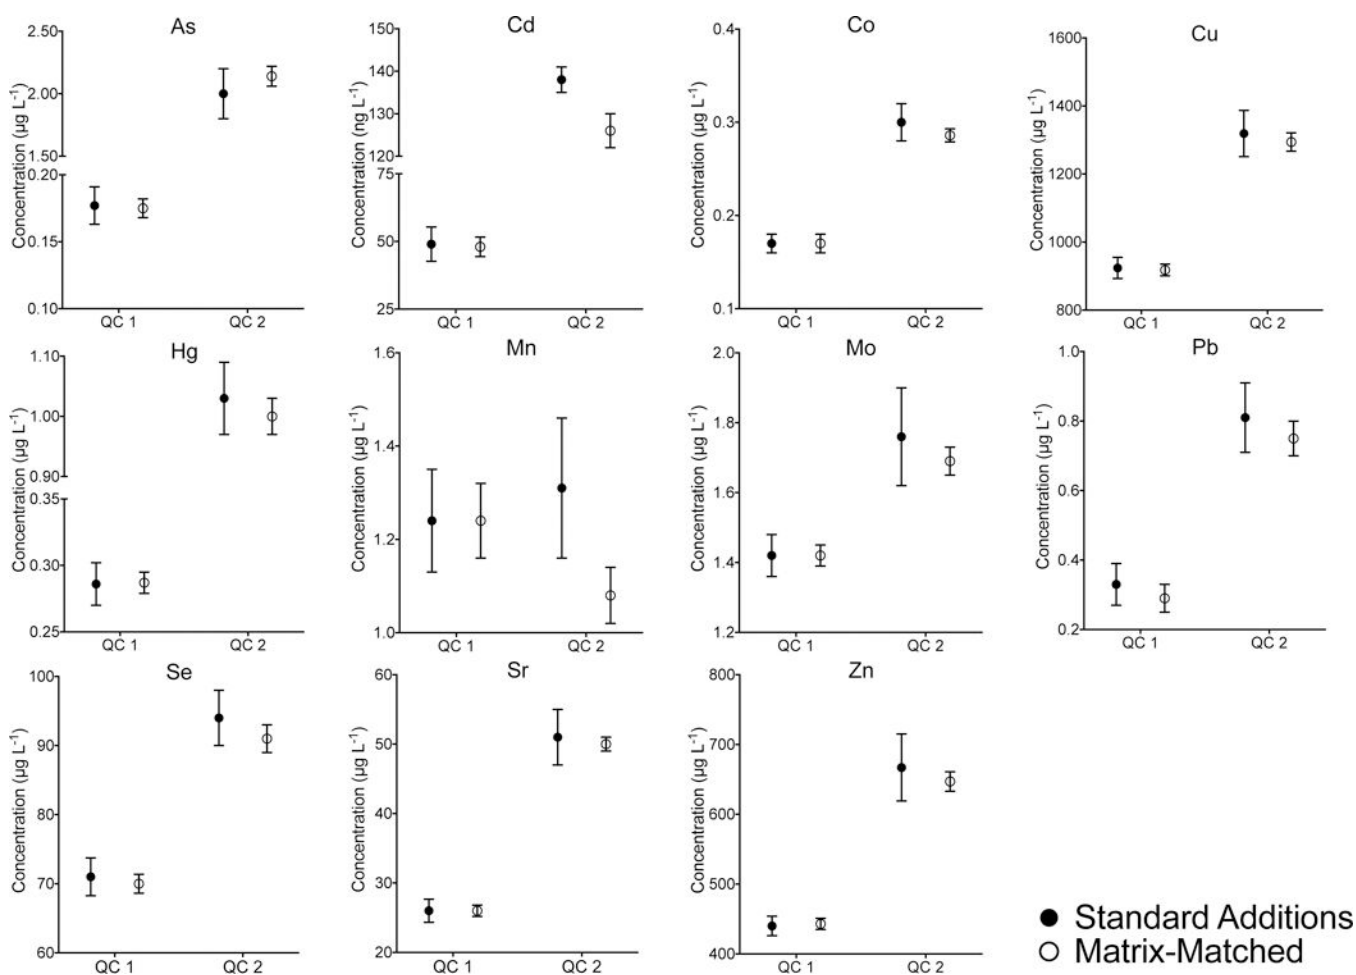 As
Concentration (µg L⁻¹)
2.50
2.00
1.50
0.20
0.15
0.10
QC 1
QC 2
Cd
Concentration (ng L⁻¹)
150
140
130
120
75
50
25
QC 1
QC 2
Co
Concentration (µg L⁻¹)
0.4
0.3
0.2
0.1
QC 1
QC 2
Cu
Concentration (µg L⁻¹)
1600
1400
1200
1000
800
QC 1
QC 2
Hg
Concentration (µg L⁻¹)
1.10
1.00
0.90
0.35
0.30
0.25
QC 1
QC 2
Mn
Concentration (µg L⁻¹)
1.6
1.4
1.2
1.0
QC 1
QC 2
Mo
Concentration (µg L⁻¹)
2.0
1.8
1.6
1.4
1.2
QC 1
QC 2
Pb
Concentration (µg L⁻¹)
1.0
0.8
0.6
0.4
0.2
QC 1
QC 2
Se
Concentration (µg L⁻¹)
100
90
80
70
60
QC 1
QC 2
Sr
Concentration (µg L⁻¹)
60
50
40
30
20
QC 1
QC 2
Zn
Concentration (µg L⁻¹)
800
700
600
500
400
QC 1
QC 2
Standard Additions
Matrix-Matched